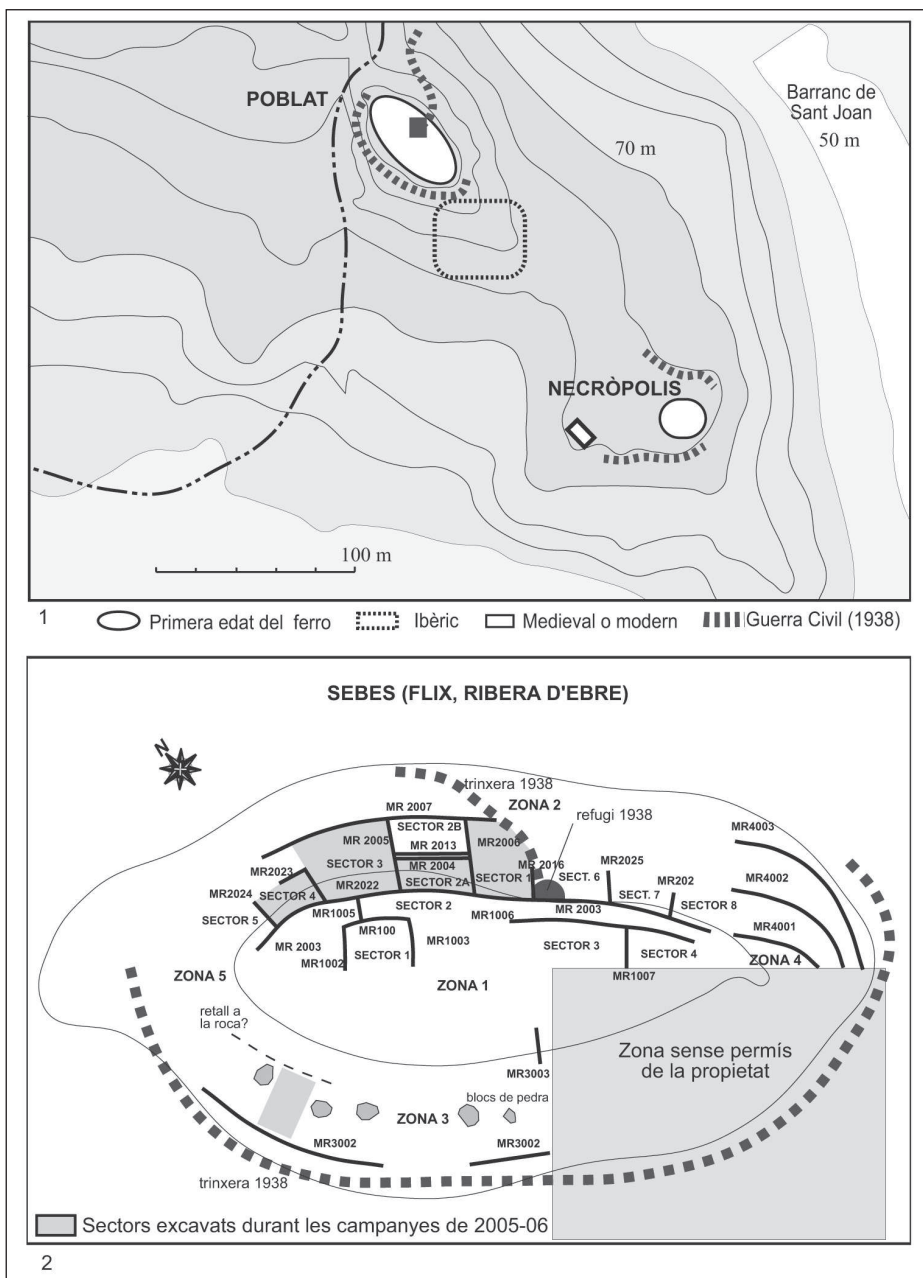 POBLAT
Barranc de
Sant Joan
50 m
70 m
NECRÒPOLIS
100 m
1
Primera edat del ferro
Ibèric
Medieval o modern
Guerra Civil (1938)
SEBES (FLIX, RIBERA D'EBRE)
N
trinxera 1938
ZONA 2
refugi 1938
MR 2007
SECTOR 2B
MR 2005
MR 2013
MR2006
MR4003
SECTOR 3
MR 2004
MR 2016
MR2025
MR2023
SECTOR 2A
SECTOR 1
SECT. 6
MR4002
MR2024
SECTOR 4
MR2022
SECT. 7
MR202
SECTOR 5
MR1005
SECTOR 2
MR1006
MR 2003
SECTOR 8
MR 2003
MR100
MR1003
MR4001
MR1002
SECTOR 1
SECTOR 3
SECTOR 4
ZONA 4
ZONA 5
ZONA 1
MR1007
retall a
la roca?
Zona sense permís
de la propietat
MR3003
blocs de pedra
ZONA 3
MR3002
MR3002
trinxera 1938
Sectors excavats durant les campanyes de 2005-06
2